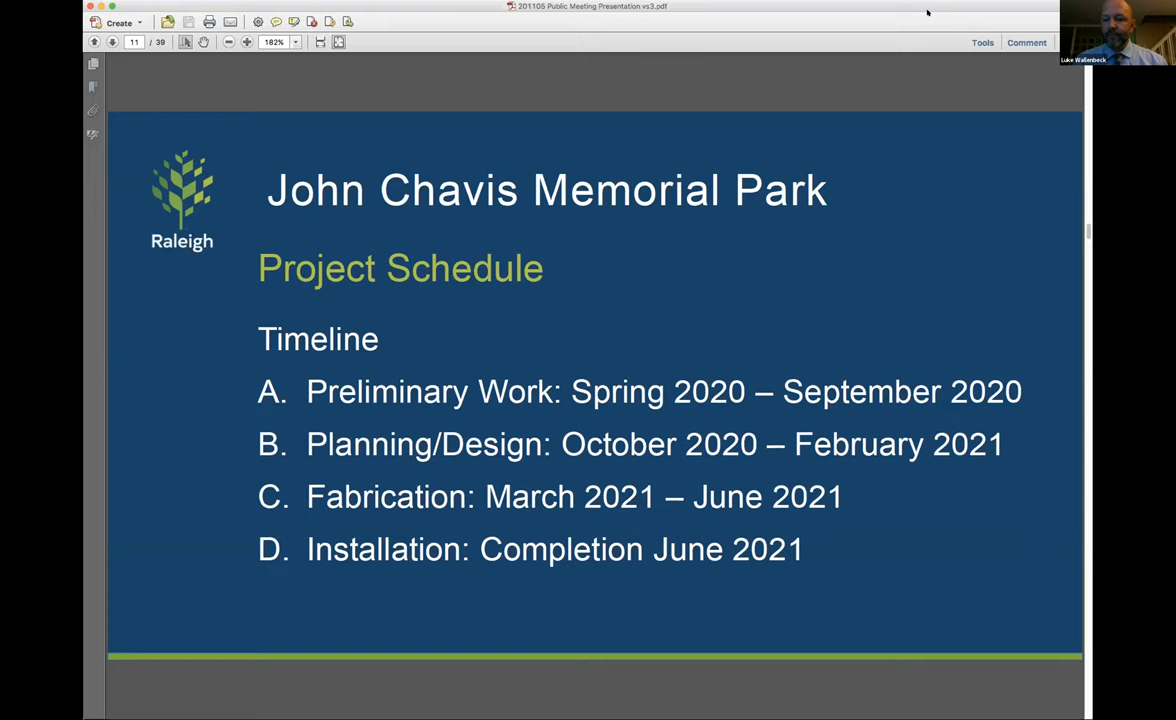 201105 Public Meeting Presentation vs3.pdf
Create
11 / 39
182%
Tools
Comment
Luke Wallenbeck
Raleigh
John Chavis Memorial Park
Project Schedule
Timeline
A. Preliminary Work: Spring 2020 – September 2020
B. Planning/Design: October 2020 – February 2021
C. Fabrication: March 2021 – June 2021
D. Installation: Completion June 2021